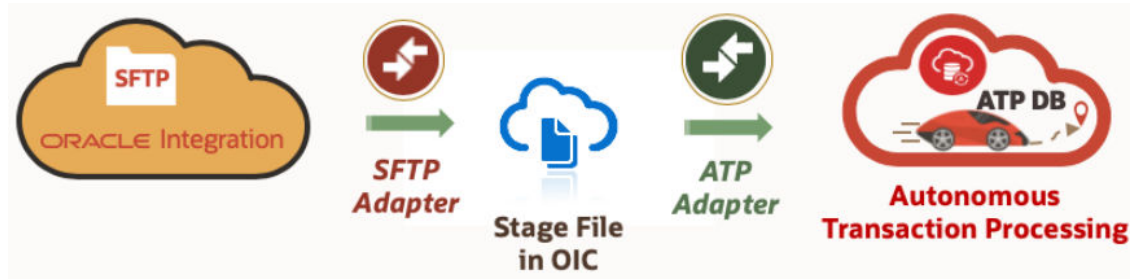 SFTP
ORACLE Integration
SFTP
Adapter
Stage File
in OIC
ATP
Adapter
ATP DB
Autonomous
Transaction Processing